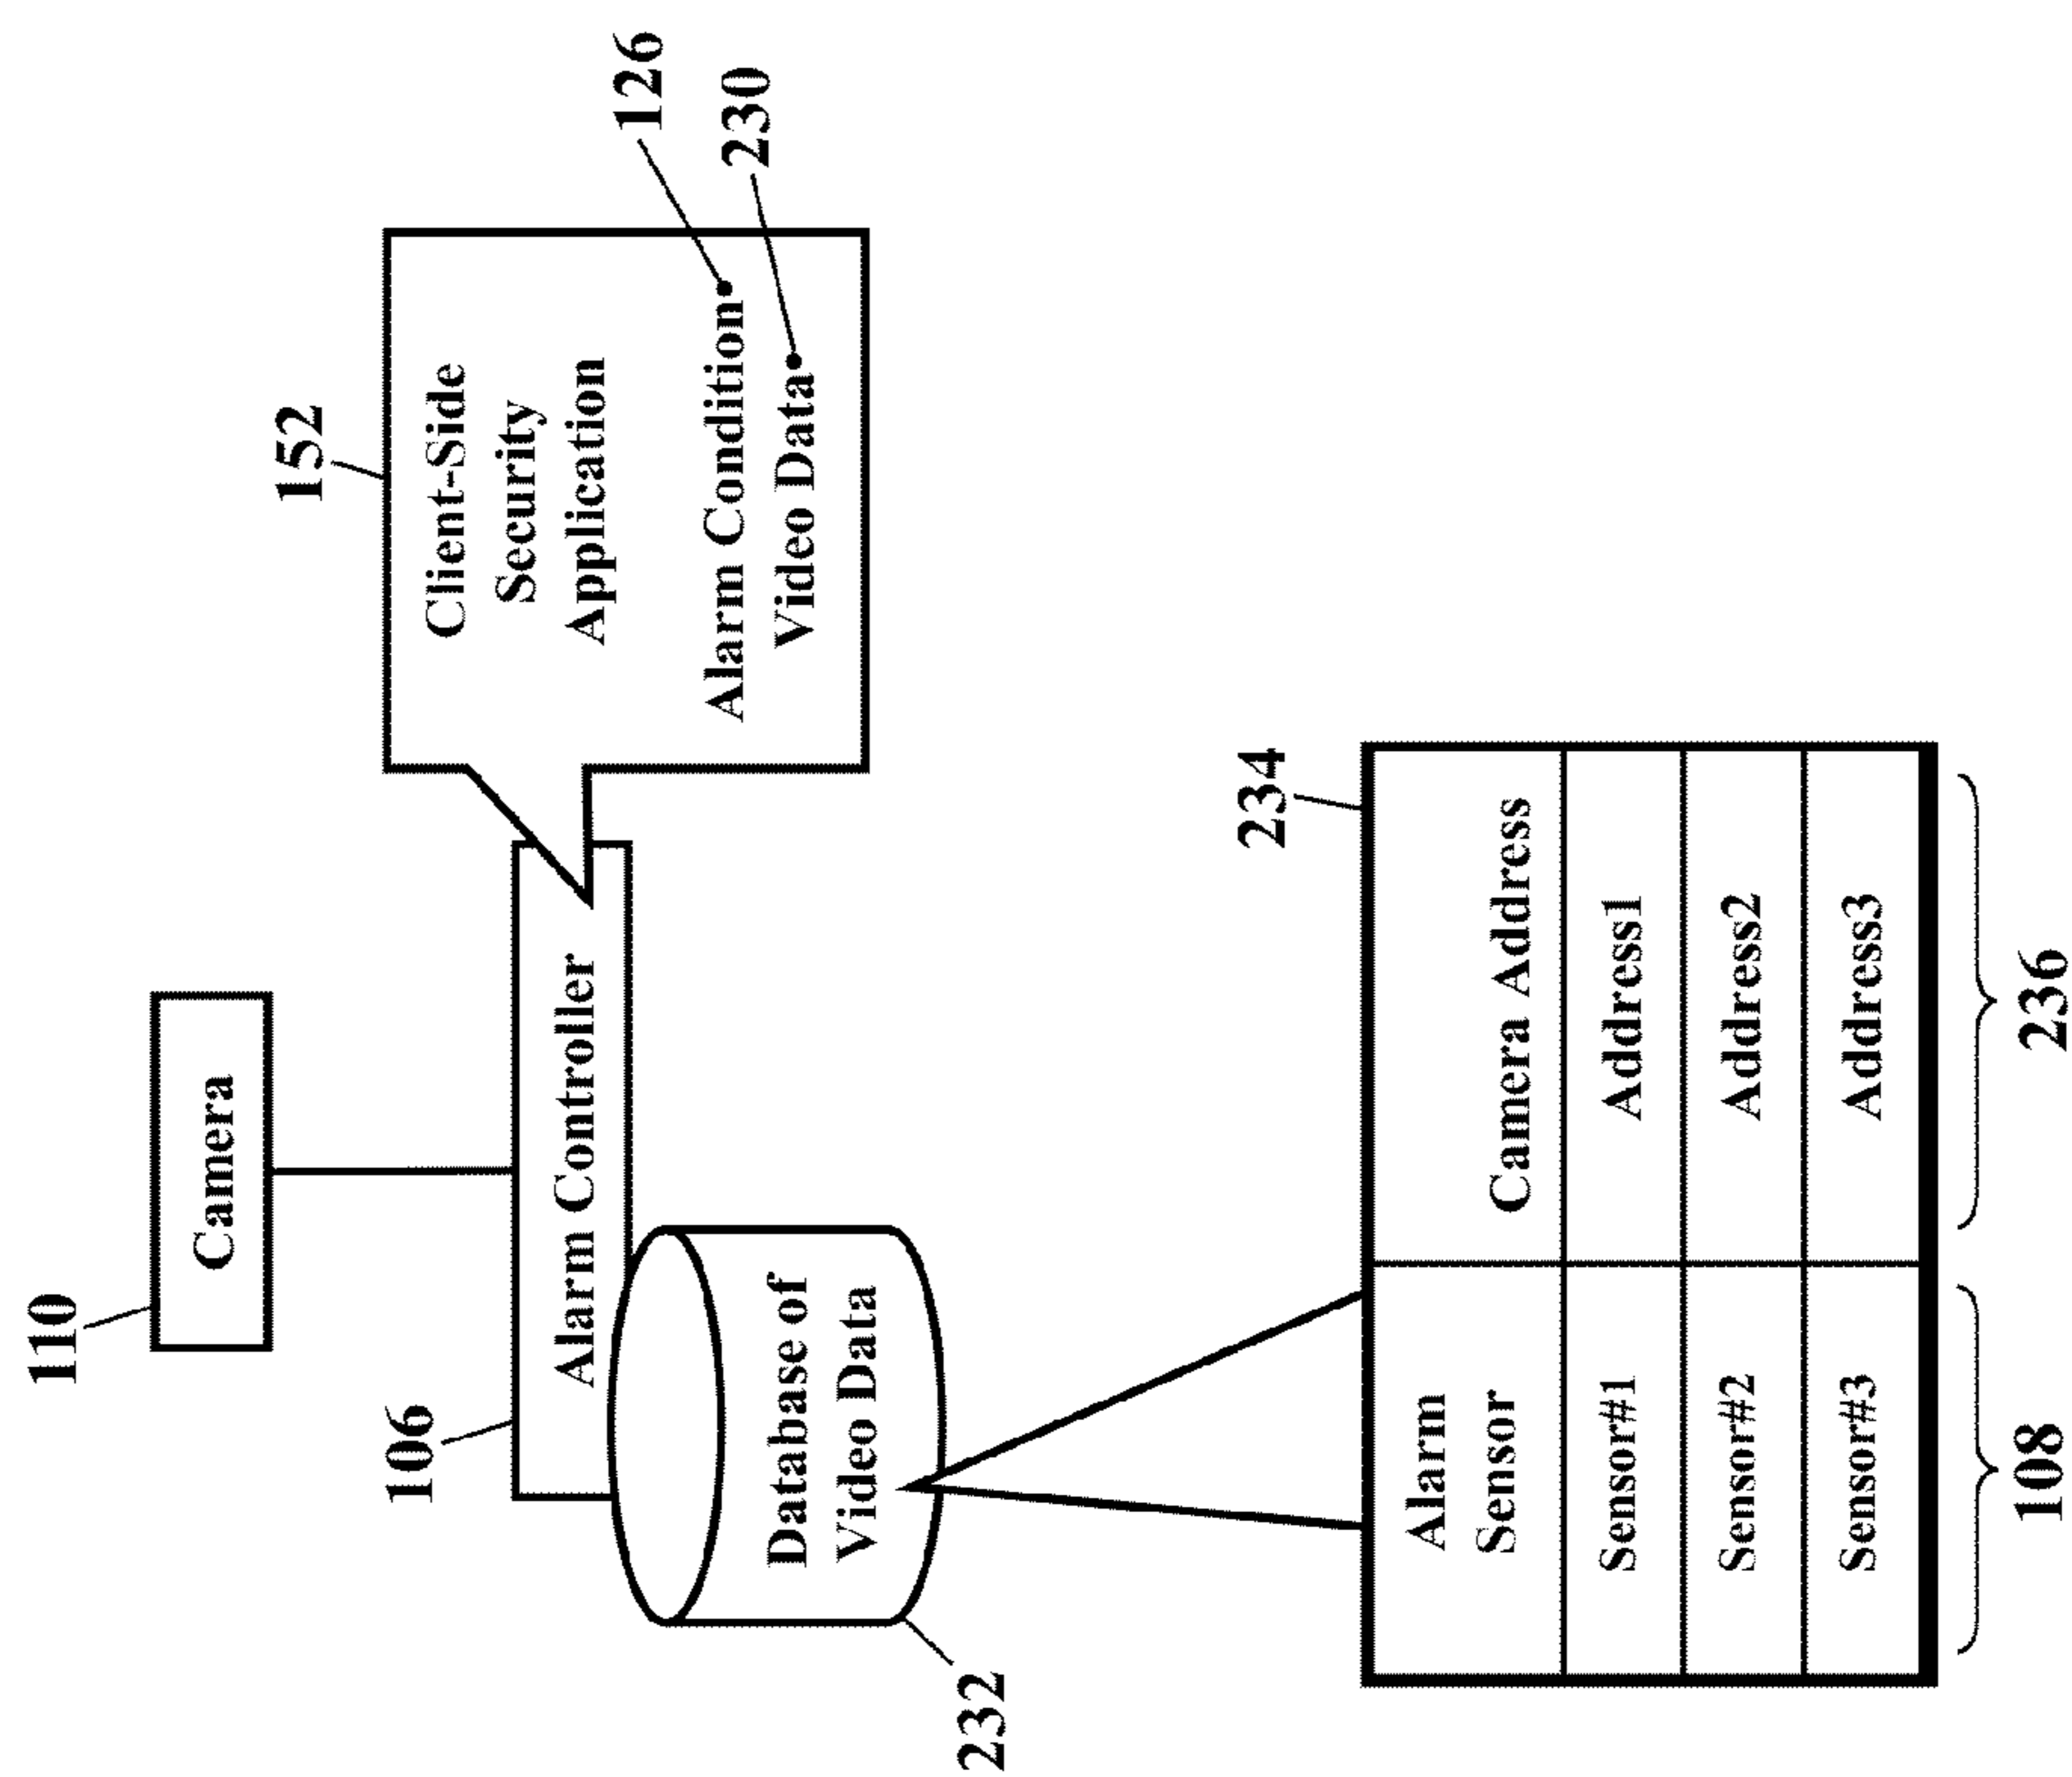 110
Camera
152
106
Alarm Controller
Client-Side
Security
Application
Alarm Condition
Video Data
126
230
Database of
Video Data
232
234
Alarm
Sensor
Camera Address
Sensor#1
Address1
Sensor#2
Address2
Sensor#3
Address3
108
236